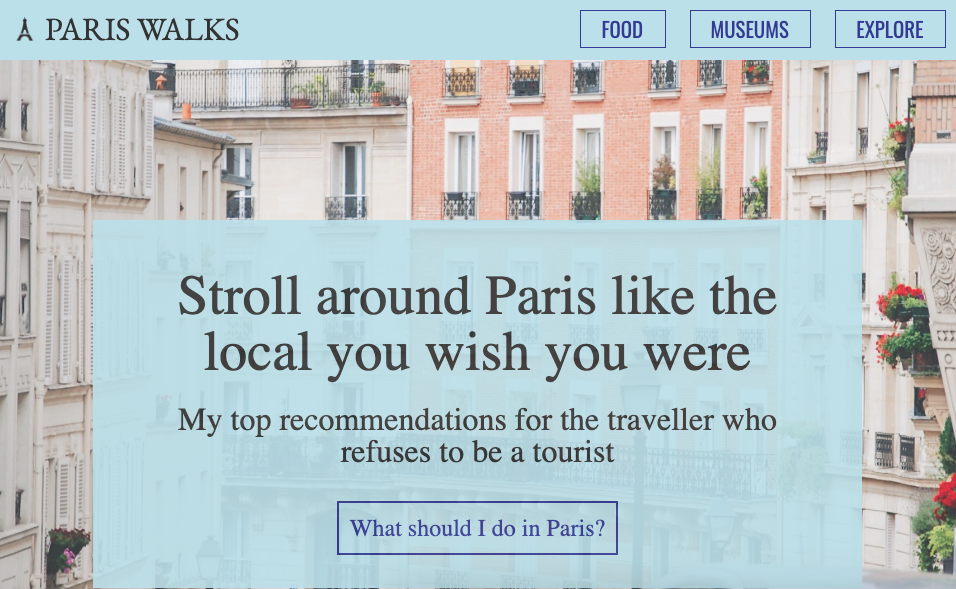 PARIS WALKS
FOOD
MUSEUMS
EXPLORE
Stroll around Paris like the
local you wish you were
My top recommendations for the traveller who
refuses to be a tourist
What should I do in Paris?